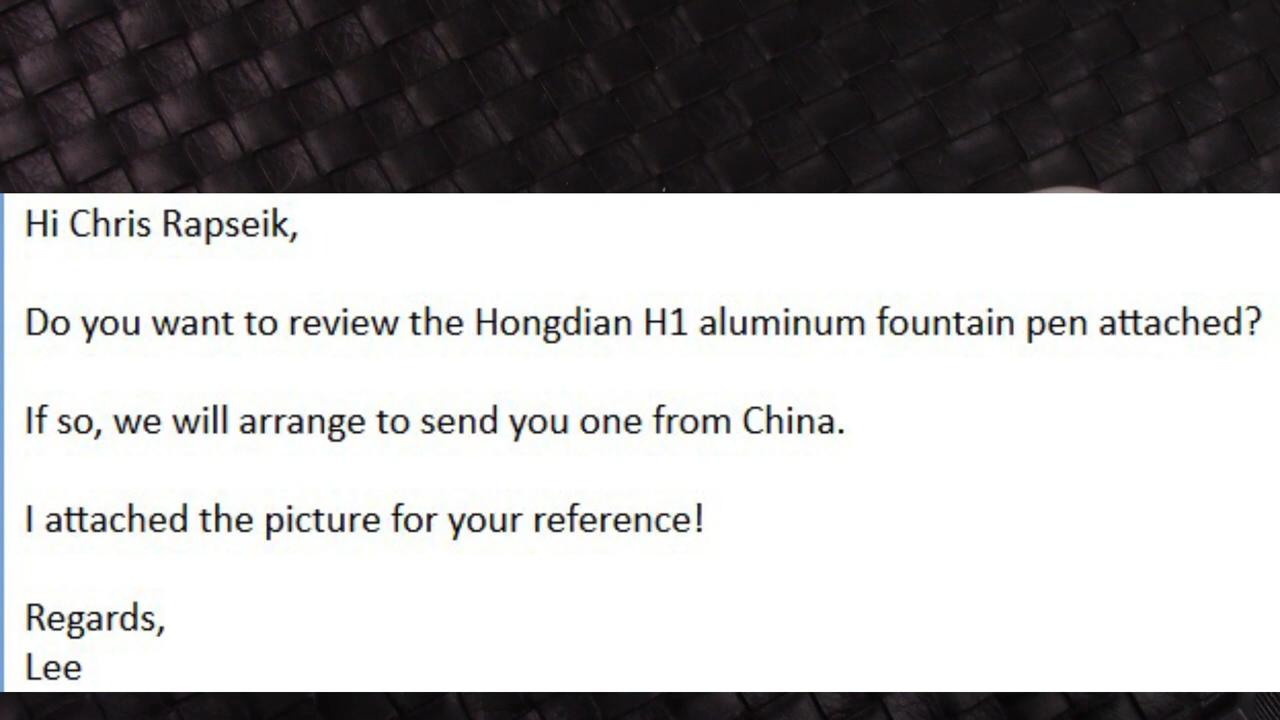 Hi Chris Rapseik,
Do you want to review the Hongdian H1 aluminum fountain pen attached?
If so, we will arrange to send you one from China.
I attached the picture for your reference!
Regards,
Lee